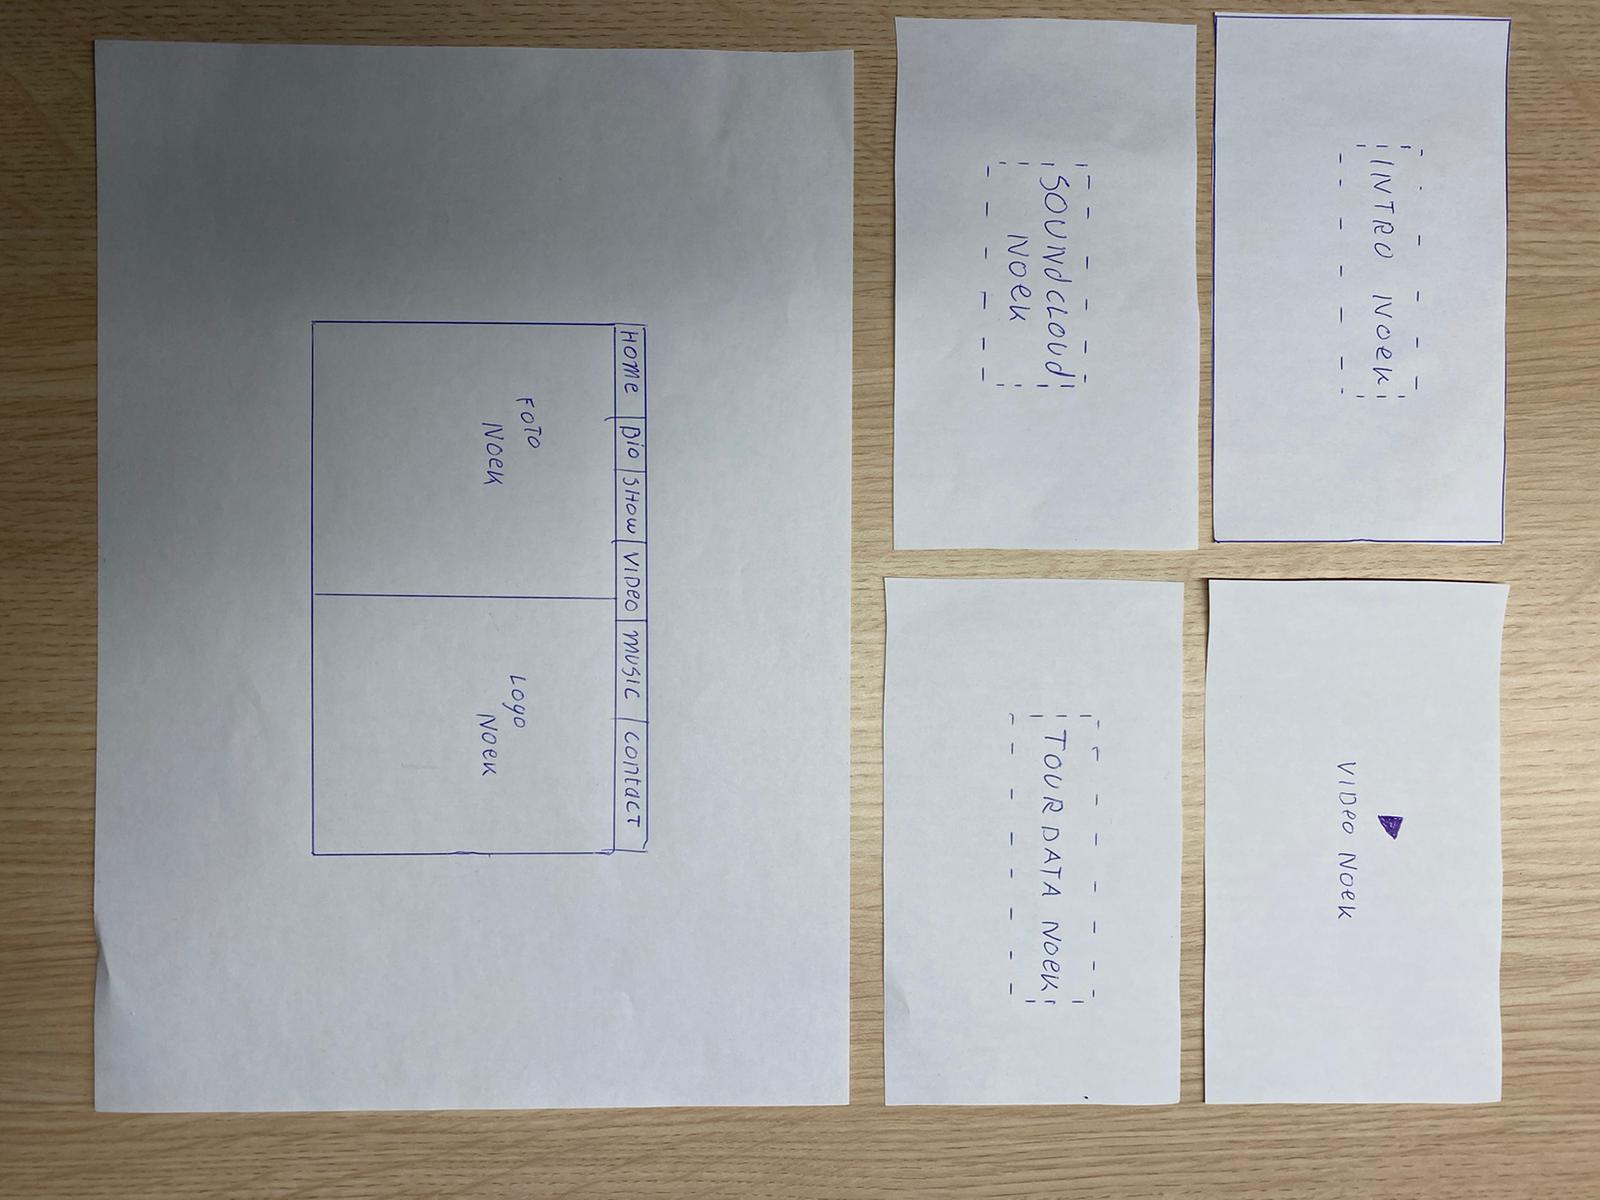 INTRO NOEK
VIDEO NOEK
SOUNDCLOUD
NOEK
TOUR DATA NOEK
HOME BIO SHOW VIDEO MUSIC CONTACT
FOTO
NOEK
LOGO
NOEK